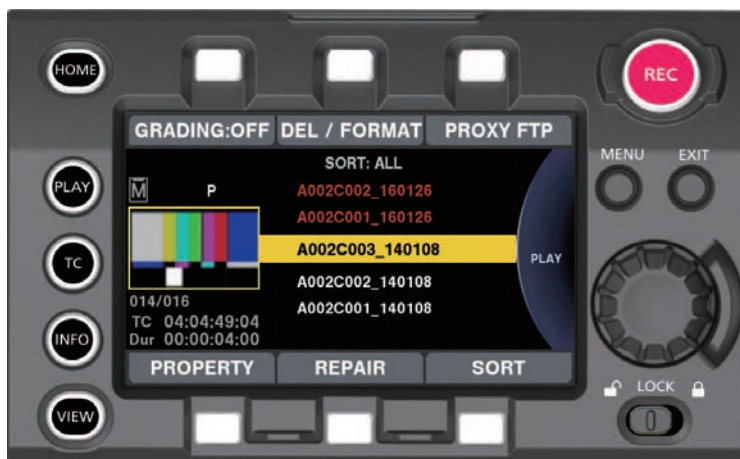 HOME
REC
GRADING:OFF
DEL / FORMAT
PROXY FTP
MENU
EXIT
SORT: ALL
M
P
A002C002_160126
A002C001_160126
A002C003_140108
A002C002_140108
A002C001_140108
PLAY
PLAY
TC
014/016
TC 04:04:49:04
Dur 00:00:04:00
INFO
PROPERTY
REPAIR
SORT
LOCK
VIEW